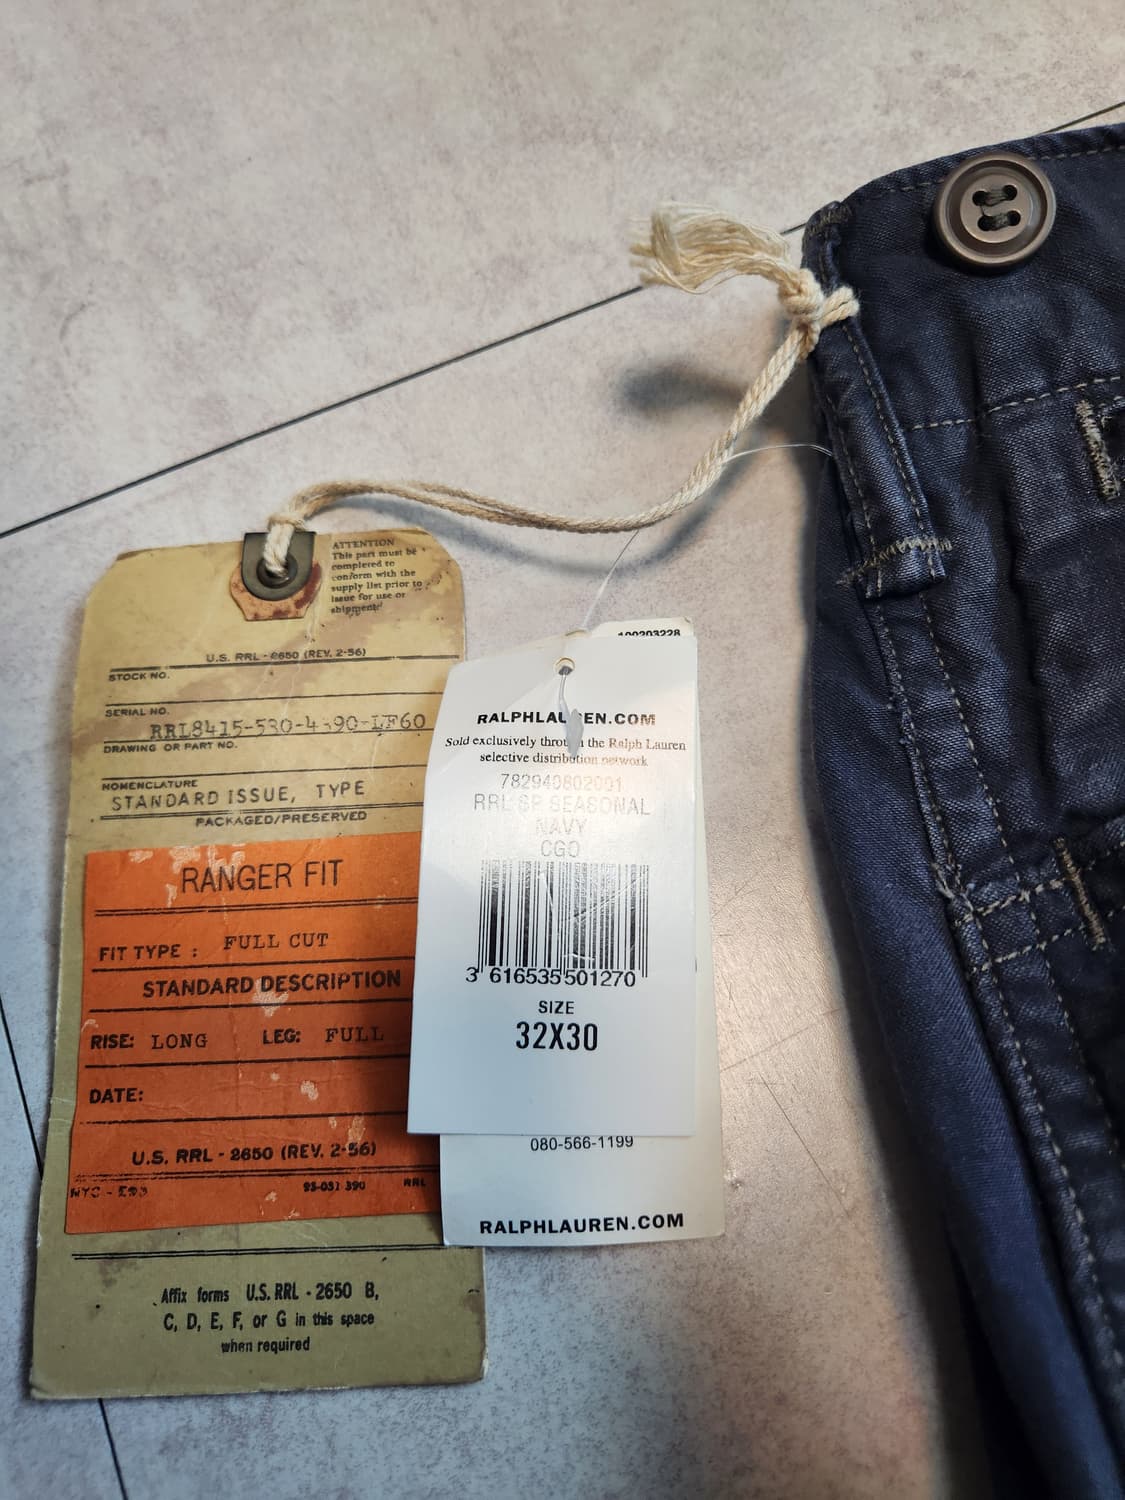 ATTENTION
This part must be
completed to
conform with the
supply list prior to
issue for use or
shipment
U.S. RRL - 2650 (REV. 2-56)
STOCK NO.
SERIAL NO.
DRAWING OR PART NO.
NOMENCLATURE
STANDARD ISSUE, TYPE
PACKAGED/PRESERVED
RANGER FIT
FIT TYPE : FULL CUT
STANDARD DESCRIPTION
RISE: LONG LEG: FULL
DATE:
U.S. RRL - 2650 (REV. 2-56)
93-031 390 RRL
Affix forms U.S. RRL - 2650 B,
C, D, E, F, or G in this space
when required
RALPHLAUREN.COM
Sold exclusively through the Ralph Lauren
selective distribution network
782940802001
RRL SP SEASONAL
NAVY
CGO
3 616535 501270
SIZE
32X30
080-566-1199
RALPHLAUREN.COM